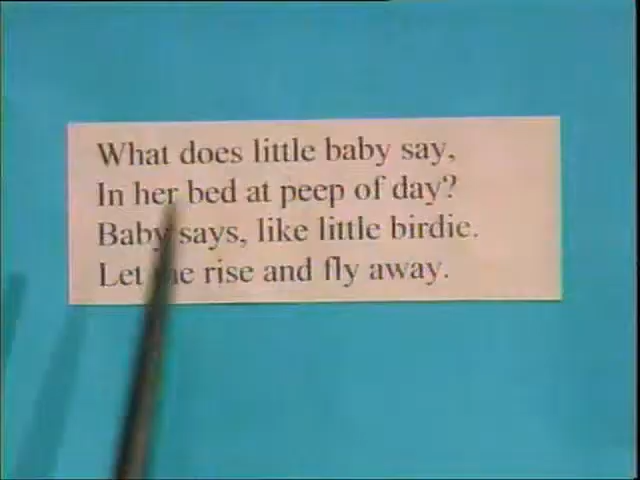 What does little baby say,
In her bed at peep of day?
Baby says, like little birdie.
Let me rise and fly away.